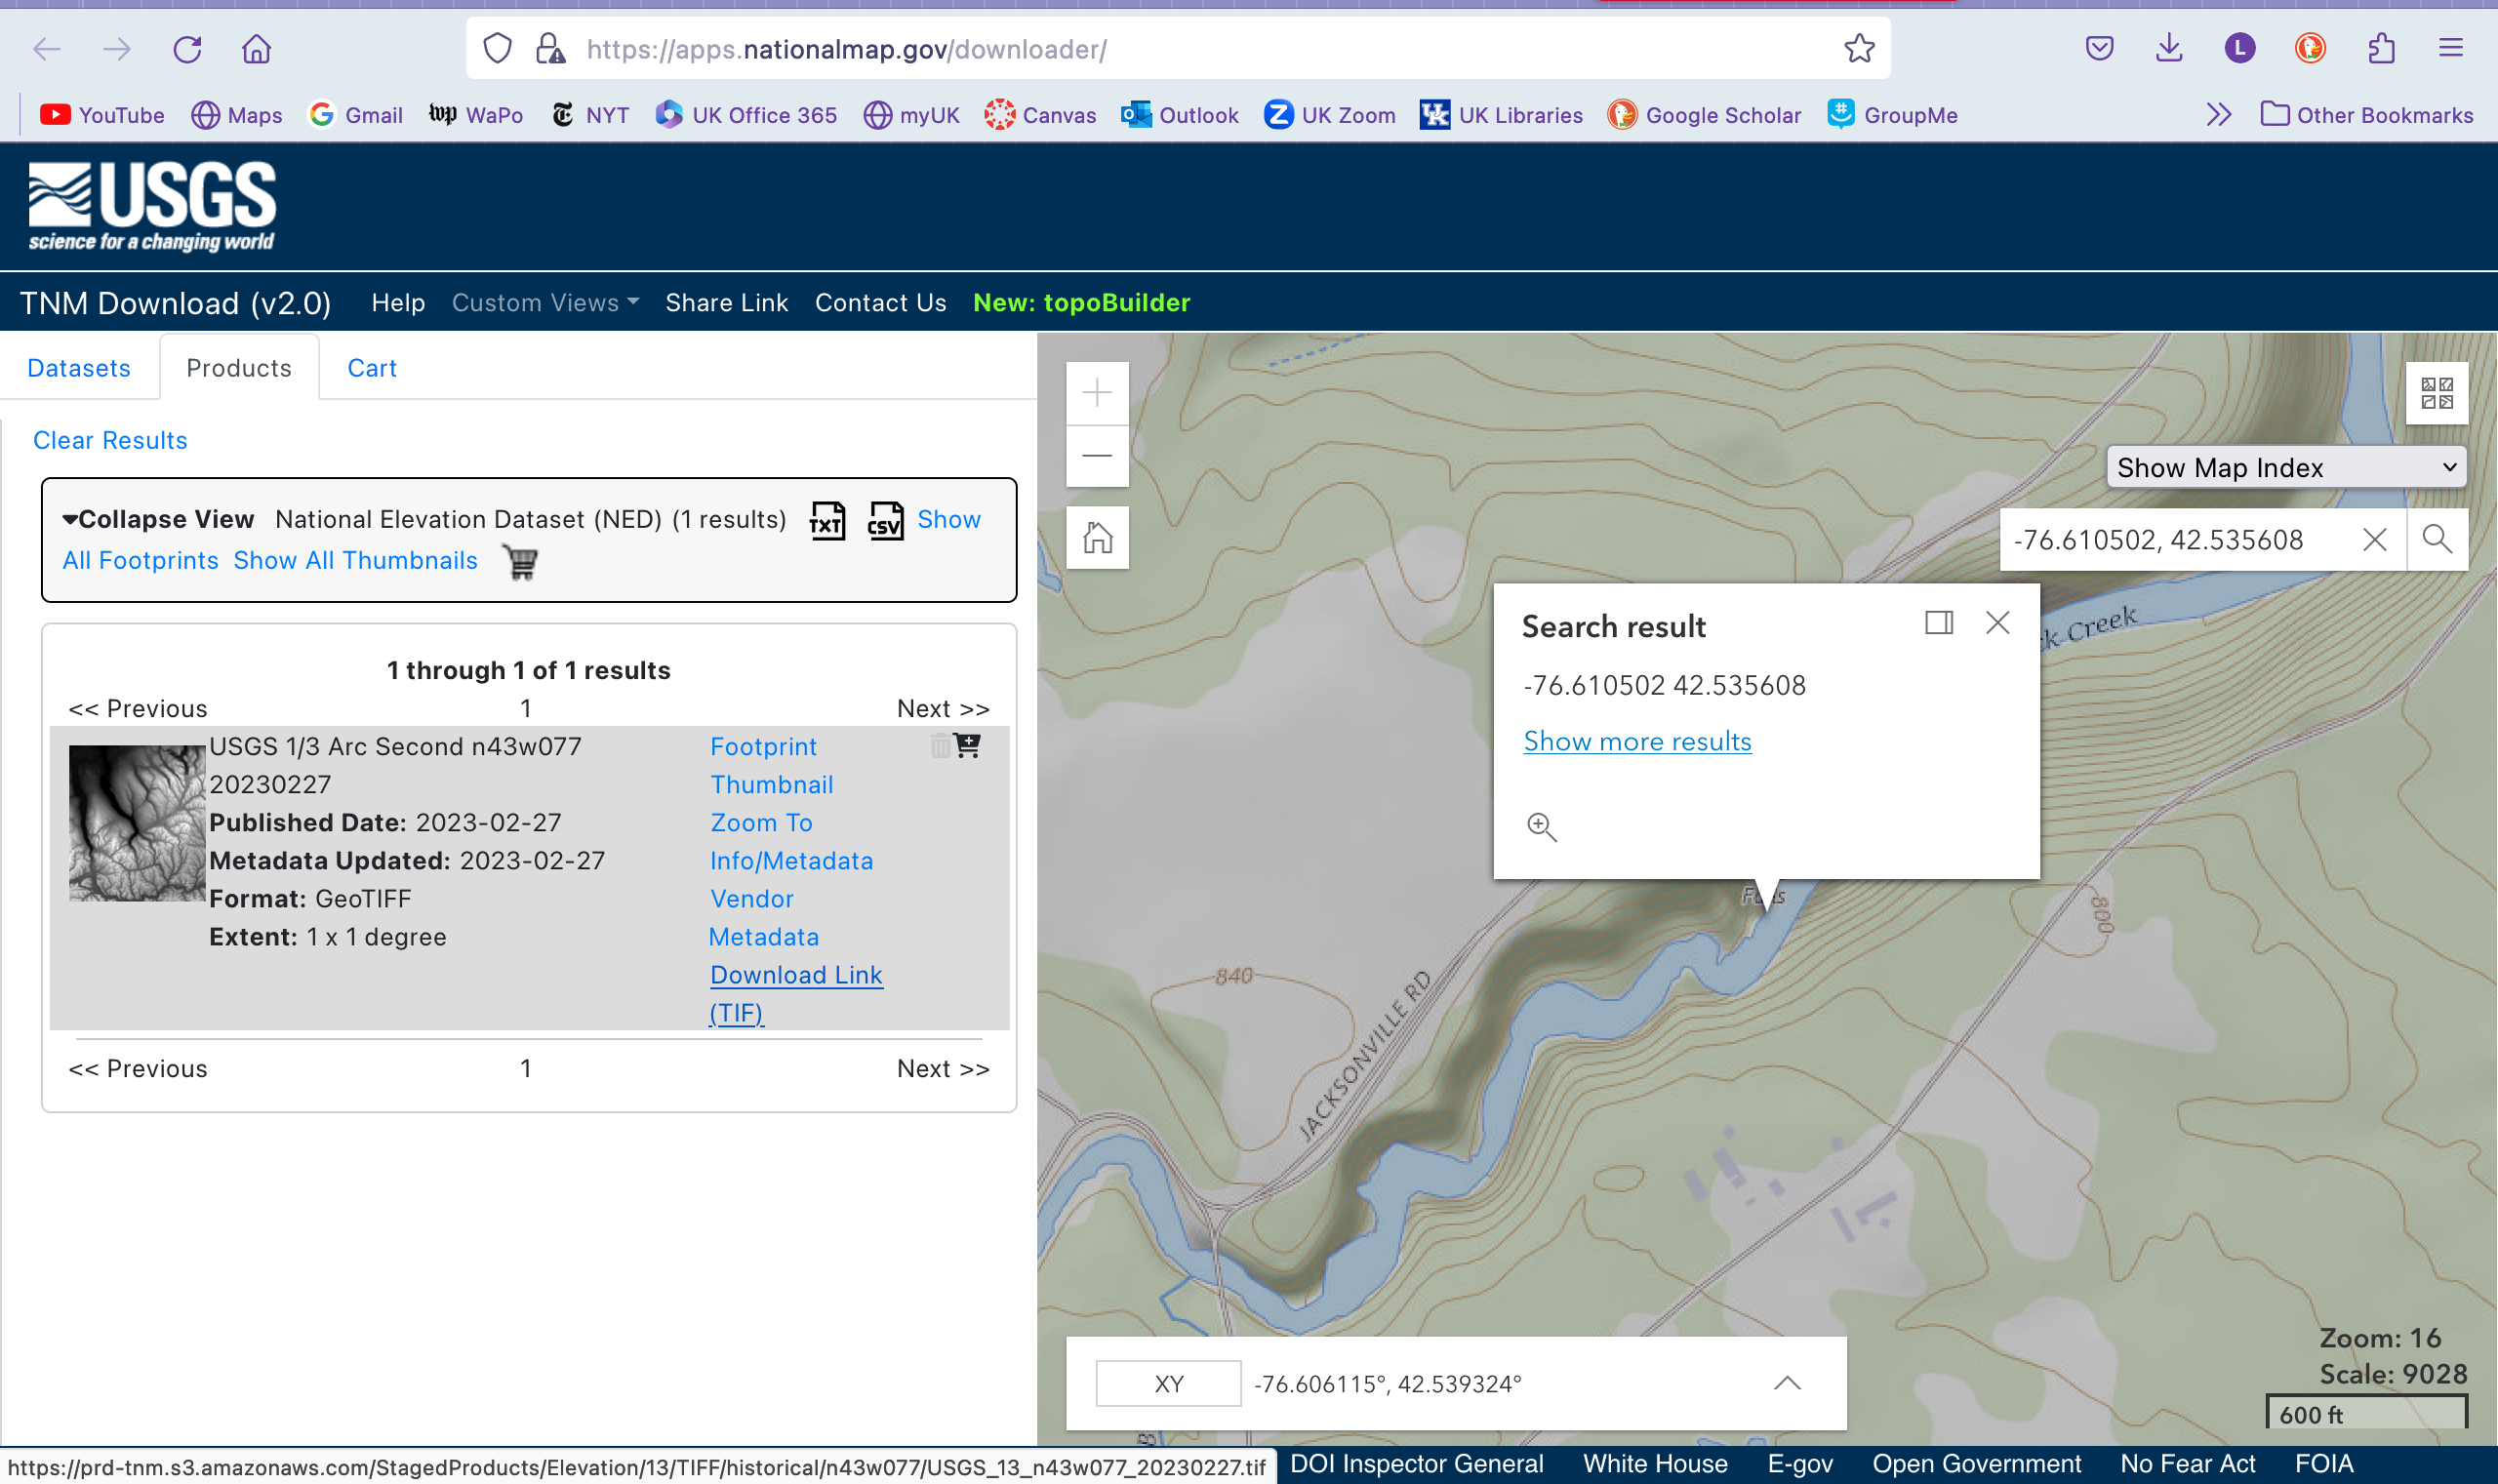 https://apps.nationalmap.gov/downloader/
L
YouTube Maps Gmail WaPo NYT UK Office 365 myUK Canvas Outlook UK Zoom UK Libraries Google Scholar GroupMe Other Bookmarks
USGS
science for a changing world
TNM Download (v2.0) Help Custom Views Share Link Contact Us New: topoBuilder
Datasets Products Cart
Clear Results
Collapse View National Elevation Dataset (NED) (1 results) TXT CSV Show
All Footprints Show All Thumbnails
1 through 1 of 1 results
<< Previous 1 Next >>
USGS 1/3 Arc Second n43w077
20230227
Published Date: 2023-02-27
Metadata Updated: 2023-02-27
Format: GeoTIFF
Extent: 1 x 1 degree
Footprint
Thumbnail
Zoom To
Info/Metadata
Vendor
Metadata
Download Link
(TIF)
<< Previous 1 Next >>
Show Map Index
-76.610502, 42.535608
Search result
-76.610502 42.535608
Show more results
k Creek
800
840
JACKSONVILLE RD
XY -76.606115°, 42.539324°
Zoom: 16
Scale: 9028
600 ft
https://prd-tnm.s3.amazonaws.com/StagedProducts/Elevation/13/TIFF/historical/n43w077/USGS_13_n43w077_20230227.tif
DOI Inspector General White House E-gov Open Government No Fear Act FOIA